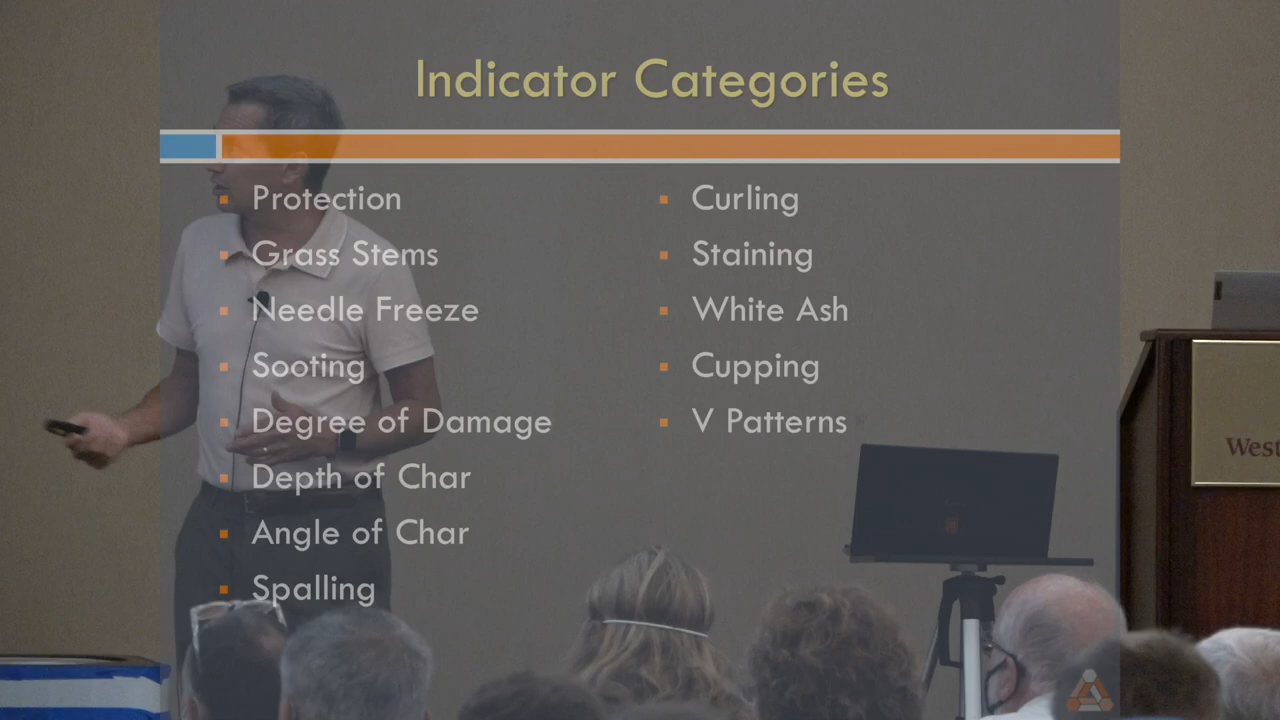 Indicator Categories
Protection
Grass Stems
Needle Freeze
Sooting
Degree of Damage
Depth of Char
Angle of Char
Spalling
Curling
Staining
White Ash
Cupping
V Patterns
West